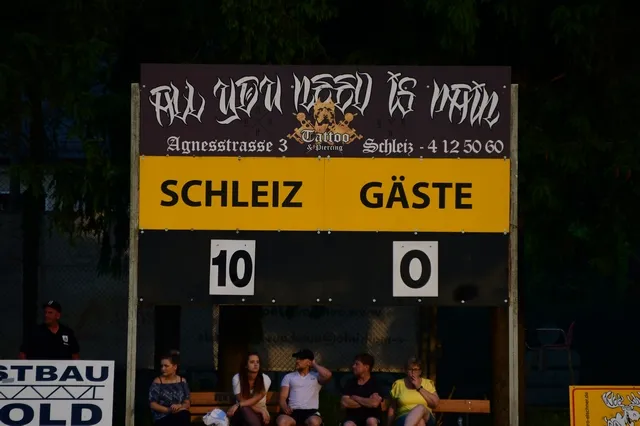 ALL YOU NEED IS PAIN
Agnesstrasse 3
Tattoo
& Piercing
Schleiz - 4 12 50 60
SCHLEIZ GÄSTE
10 0
STBAU
OLD